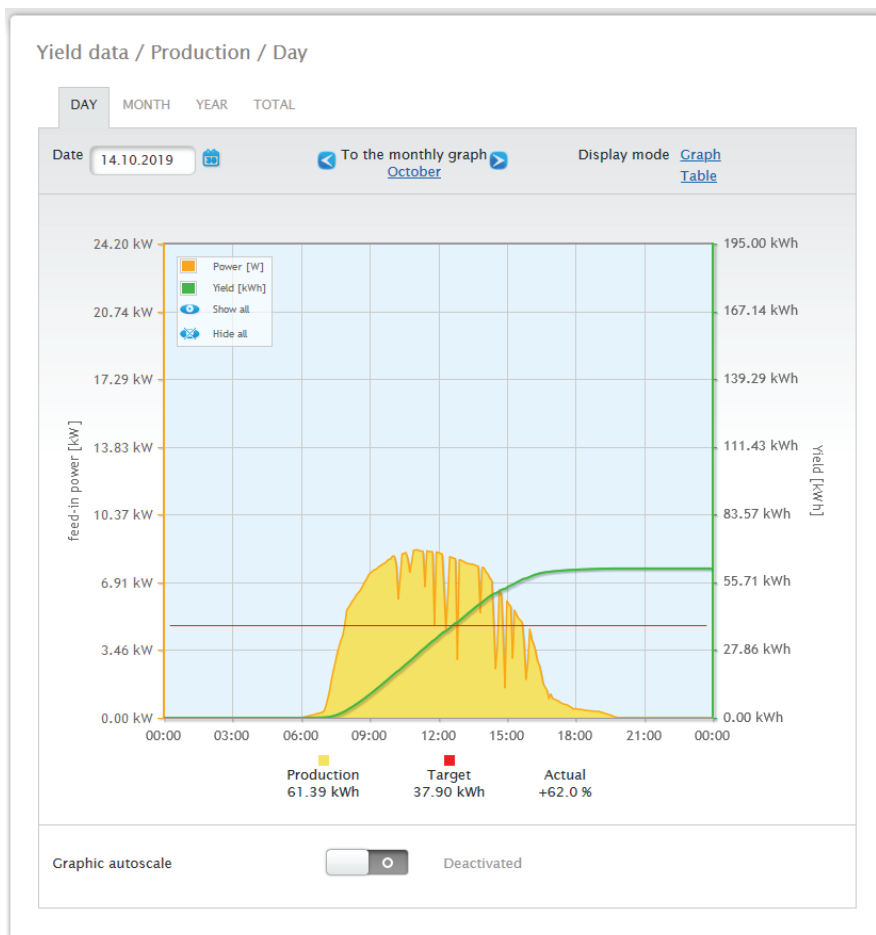 Yield data / Production / Day
DAY MONTH YEAR TOTAL
Date 14.10.2019 30 To the monthly graph Display mode Graph
October Table
24.20 kW 195.00 kWh
Power [W]
Yield [kWh]
Show all
Hide all
20.74 kW 167.14 kWh
17.29 kW 139.29 kWh
13.83 kW 111.43 kWh
feed-in power [kW]
Yield [kWh]
10.37 kW 83.57 kWh
6.91 kW 55.71 kWh
3.46 kW 27.86 kWh
0.00 kW 0.00 kWh
00:00 03:00 06:00 09:00 12:00 15:00 18:00 21:00 00:00
Production Target Actual
61.39 kWh 37.90 kWh +62.0 %
Graphic autoscale Deactivated